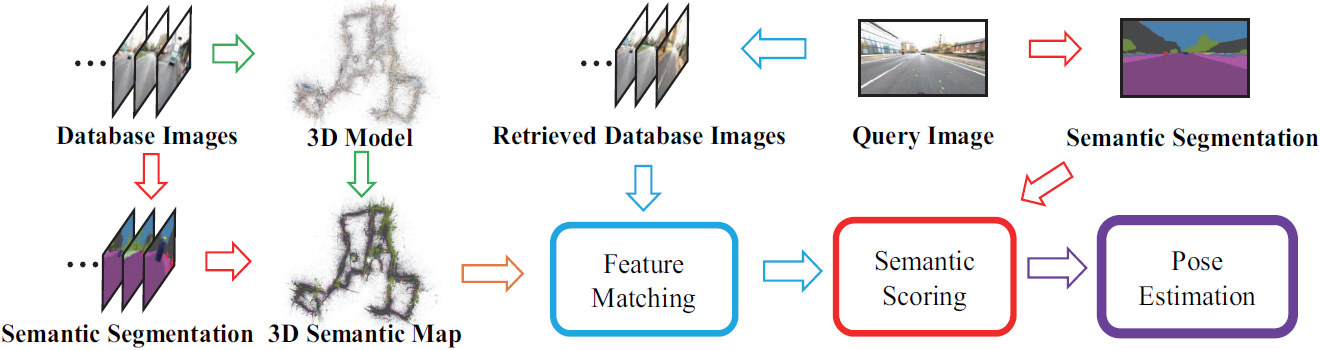 Database Images
3D Model
Retrieved Database Images
Query Image
Semantic Segmentation
Semantic Segmentation
3D Semantic Map
Feature
Matching
Semantic
Scoring
Pose
Estimation